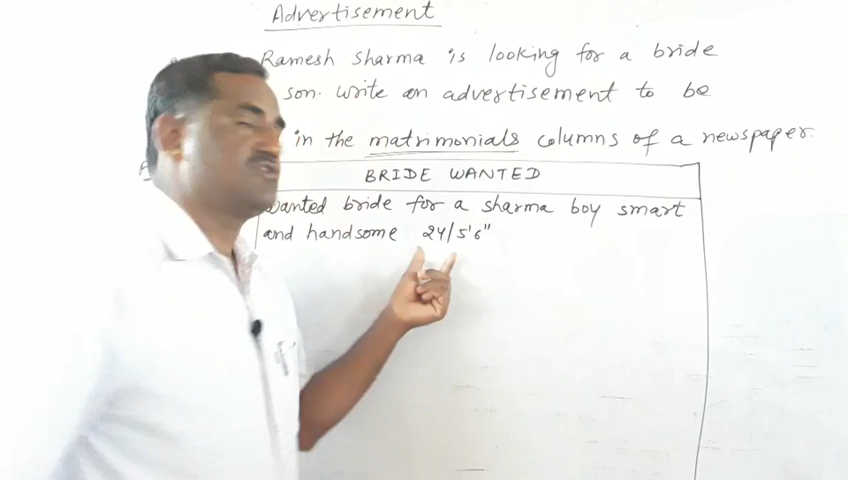 Advertisement
Ramesh Sharma is looking for a bride
son. Write an advertisement to be
in the matrimonials columns of a newspaper.
BRIDE WANTED
Wanted bride for a sharma boy smart
and handsome 24/5'6"